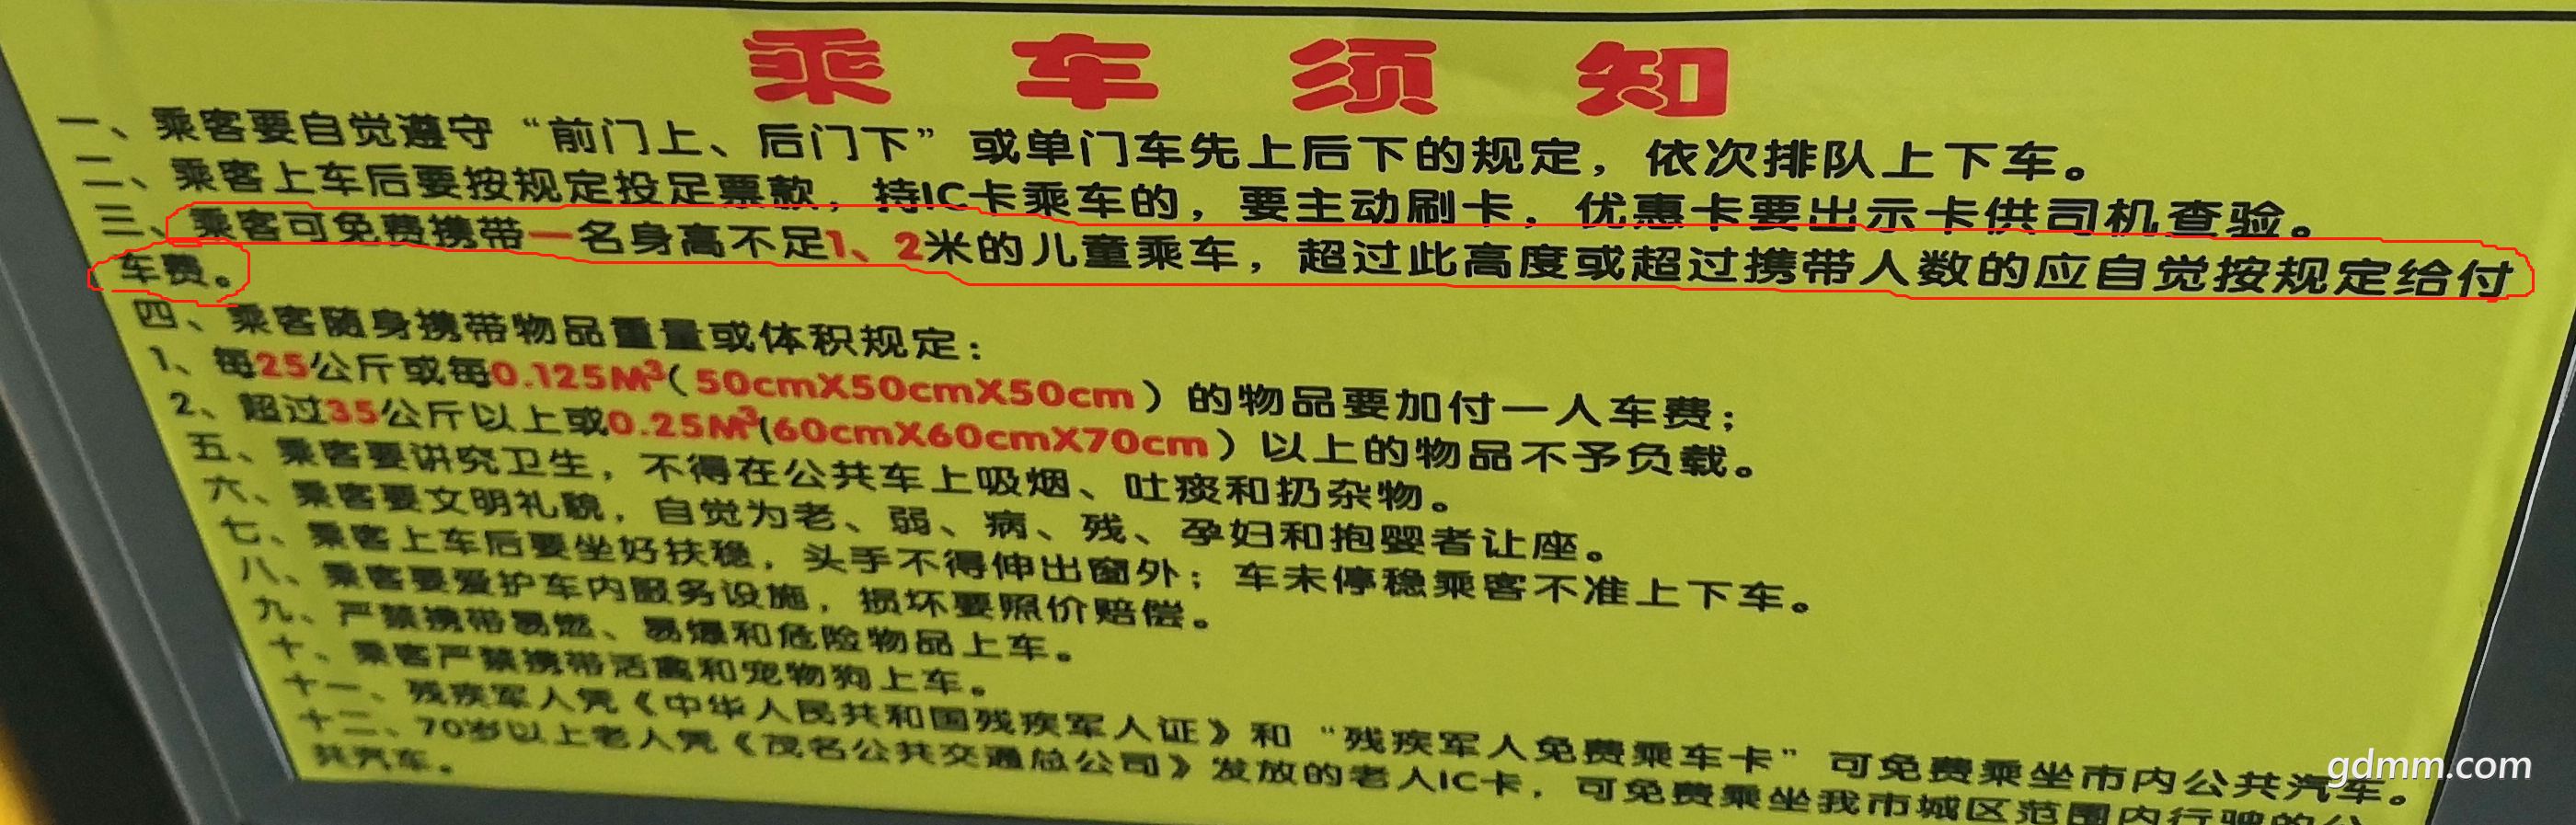 乘车须知
一、乘客要自觉遵守“前门上、后门下”或单门车先上后下的规定，依次排队上下车。
二、乘客上车后要按规定投足票款，持IC卡乘车的，要主动刷卡，优惠卡要出示卡供司机查验。
三、乘客可免费携带一名身高不足1、2米的儿童乘车，超过此高度或超过携带人数的应自觉按规定给付
车费。
四、乘客随身携带物品重量或体积规定：
1、每25公斤或每0.125M³(50cmX50cmX50cm）的物品要加付一人车费；
2、超过35公斤以上或0.25M³(60cmX60cmX70cm）以上的物品不予负载。
五、乘客要讲究卫生，不得在公共车上吸烟、吐痰和扔杂物。
六、乘客要文明礼貌，自觉为老、弱、病、残、孕妇和抱婴者让座。
七、乘客上车后要坐好扶稳，头手不得伸出窗外；车未停稳乘客不准上下车。
八、乘客要爱护车内服务设施，损坏要照价赔偿。
九、严禁携带易燃、易爆和危险物品上车。
十、乘客严禁携带活禽和宠物狗上车。
十一、残疾军人凭《中华人民共和国残疾军人证》和“残疾军人免费乘车卡”可免费乘坐市内公共汽车。
十二、70岁以上老人凭《茂名公共交通总公司》发放的老人IC卡，可免费乘坐我市城区范围内行驶的公
共汽车。
gdmm.com